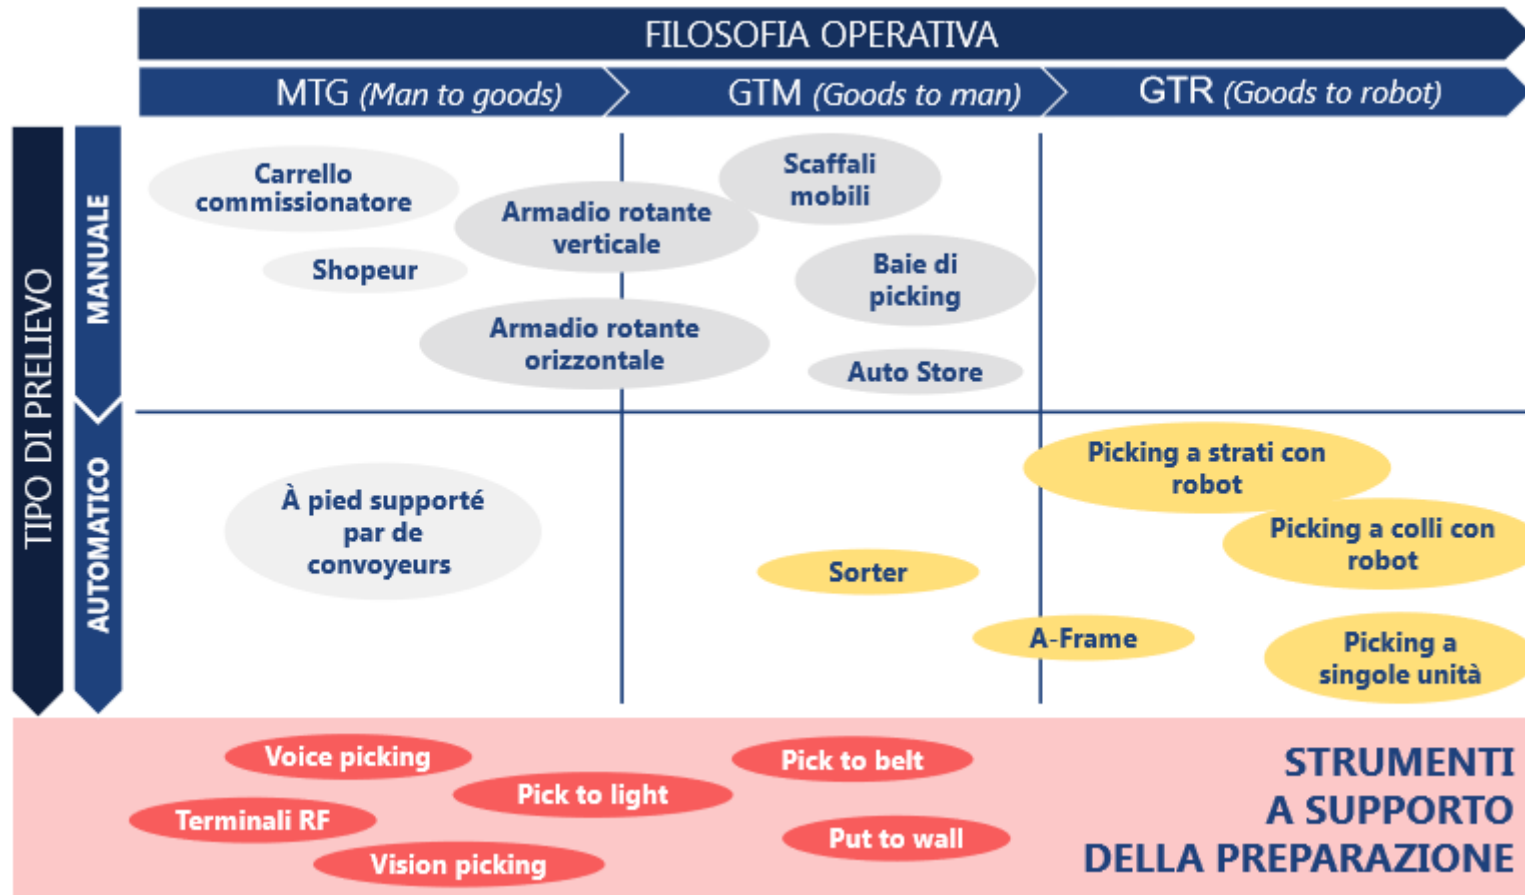 FILOSOFIA OPERATIVA
MTG (Man to goods)
GTM (Goods to man)
GTR (Goods to robot)
TIPO DI PRELIEVO
MANUALE
Carrello
commissionatore
Shopeur
Armadio rotante
verticale
Armadio rotante
orizzontale
Scaffali
mobili
Baie di
picking
Auto Store
AUTOMATICO
À pied supporté
par de
convoyeurs
Sorter
A-Frame
Picking a strati con
robot
Picking a colli con
robot
Picking a
singole unità
Voice picking
Terminali RF
Pick to light
Vision picking
Pick to belt
Put to wall
STRUMENTI
A SUPPORTO
DELLA PREPARAZIONE